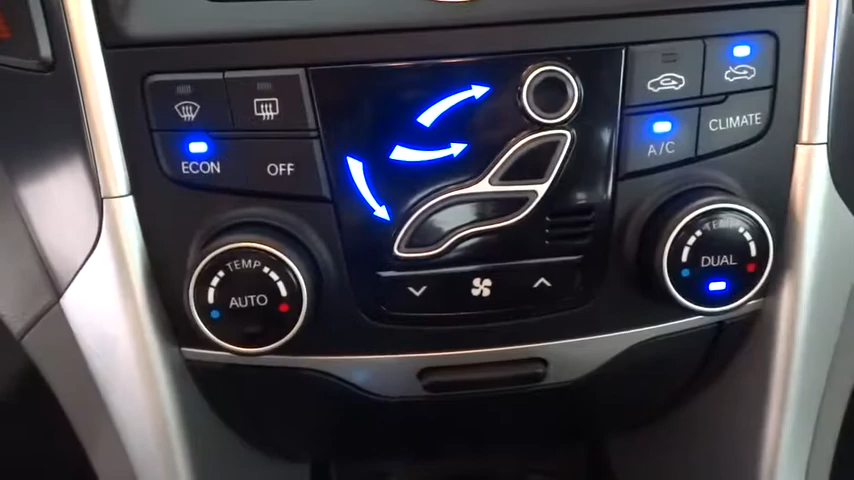 ECON
OFF
A/C
CLIMATE
TEMP
AUTO
TEMP
DUAL